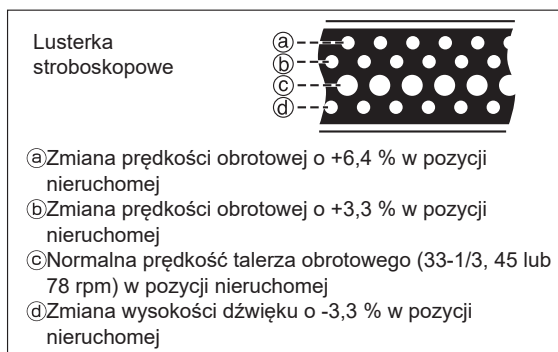 Lusterka
stroboskopowe
ⓐ
ⓑ
ⓒ
ⓓ
ⓐZmiana prędkości obrotowej o +6,4 % w pozycji
nieruchomej
ⓑZmiana prędkości obrotowej o +3,3 % w pozycji
nieruchomej
ⓒNormalna prędkość talerza obrotowego (33-1/3, 45 lub
78 rpm) w pozycji nieruchomej
ⓓZmiana wysokości dźwięku o -3,3 % w pozycji
nieruchomej